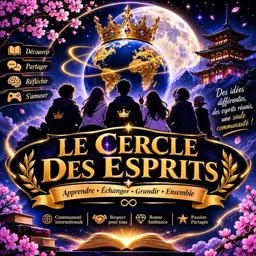 Découvrir
Partager
Réfléchir
S'amuser
Des idées
différentes,
des esprits réunis,
une seule
communauté !
LE CERCLE
DES ESPRITS
Apprendre • Échanger • Grandir • Ensemble
Communauté
Internationale
Respect
pour tous
Bonne
Ambiance
Passion
Partagée